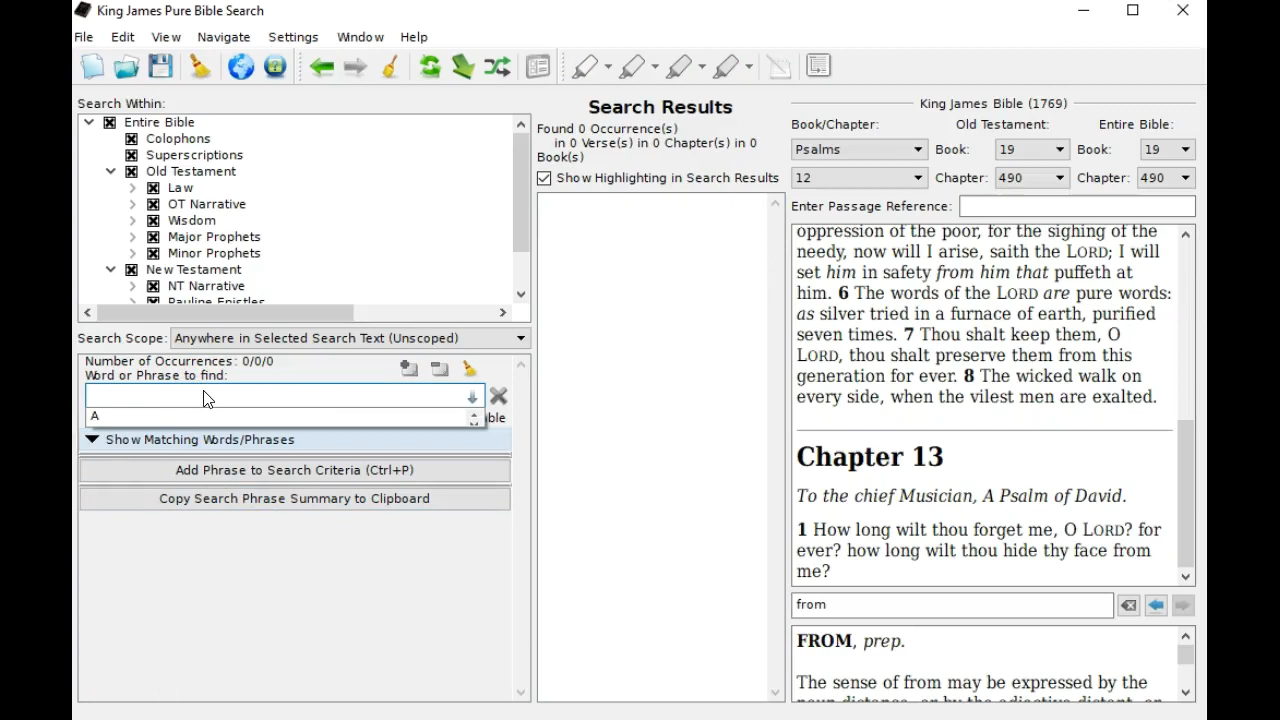 King James Pure Bible Search
File Edit View Navigate Settings Window Help
Search Within:
Entire Bible
Colophons
Superscriptions
Old Testament
Law
OT Narrative
Wisdom
Major Prophets
Minor Prophets
New Testament
NT Narrative
Pauline Epistles
Search Scope: Anywhere in Selected Search Text (Unscoped)
Number of Occurrences: 0/0/0
Word or Phrase to find:
A
Show Matching Words/Phrases
Add Phrase to Search Criteria (Ctrl+P)
Copy Search Phrase Summary to Clipboard
Search Results
Found 0 Occurrence(s)
in 0 Verse(s) in 0 Chapter(s) in 0
Book(s)
Show Highlighting in Search Results
King James Bible (1769)
Book/Chapter: Old Testament: Entire Bible:
Psalms Book: 19 Book: 19
12 Chapter: 490 Chapter: 490
Enter Passage Reference:
oppression of the poor, for the sighing of the
needy, now will I arise, saith the LORD; I will
set him in safety from him that puffeth at
him. 6 The words of the LORD are pure words:
as silver tried in a furnace of earth, purified
seven times. 7 Thou shalt keep them, O
LORD, thou shalt preserve them from this
generation for ever. 8 The wicked walk on
every side, when the vilest men are exalted.
Chapter 13
To the chief Musician, A Psalm of David.
1 How long wilt thou forget me, O LORD? for
ever? how long wilt thou hide thy face from
me?
from
FROM, prep.
The sense of from may be expressed by the